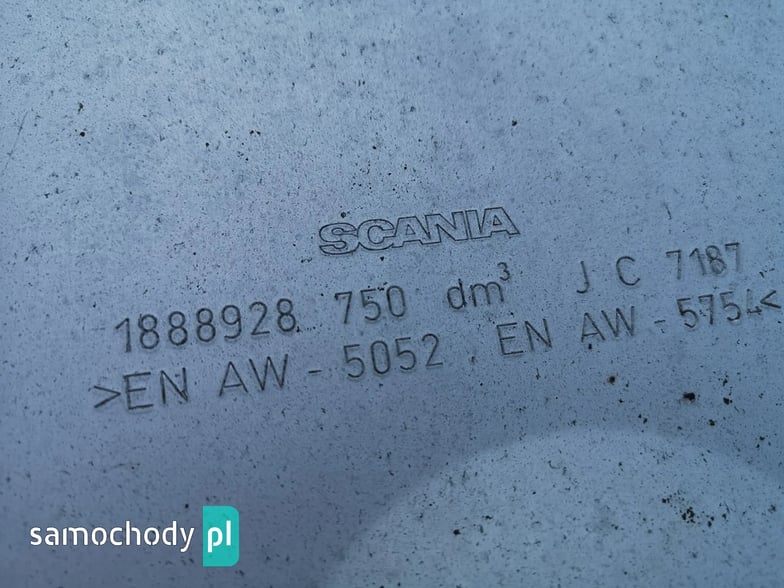 SCANIA
1888928 750 dm³ J C 7187
>EN AW - 5052 , EN AW - 5754<
samochody pl